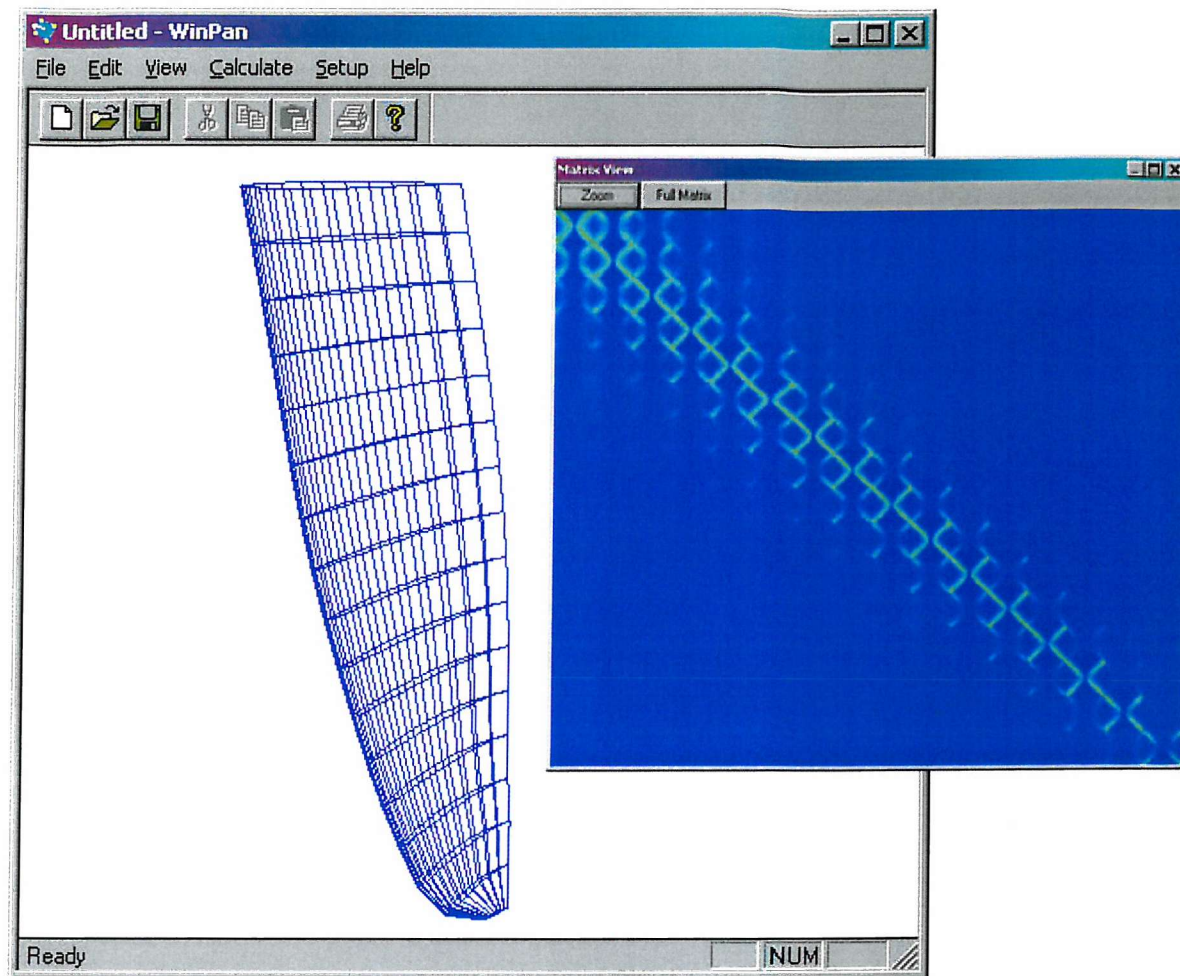 Untitled - WinPan
File Edit View Calculate Setup Help
Matrix View
Zoom Full Matrix
Ready NUM